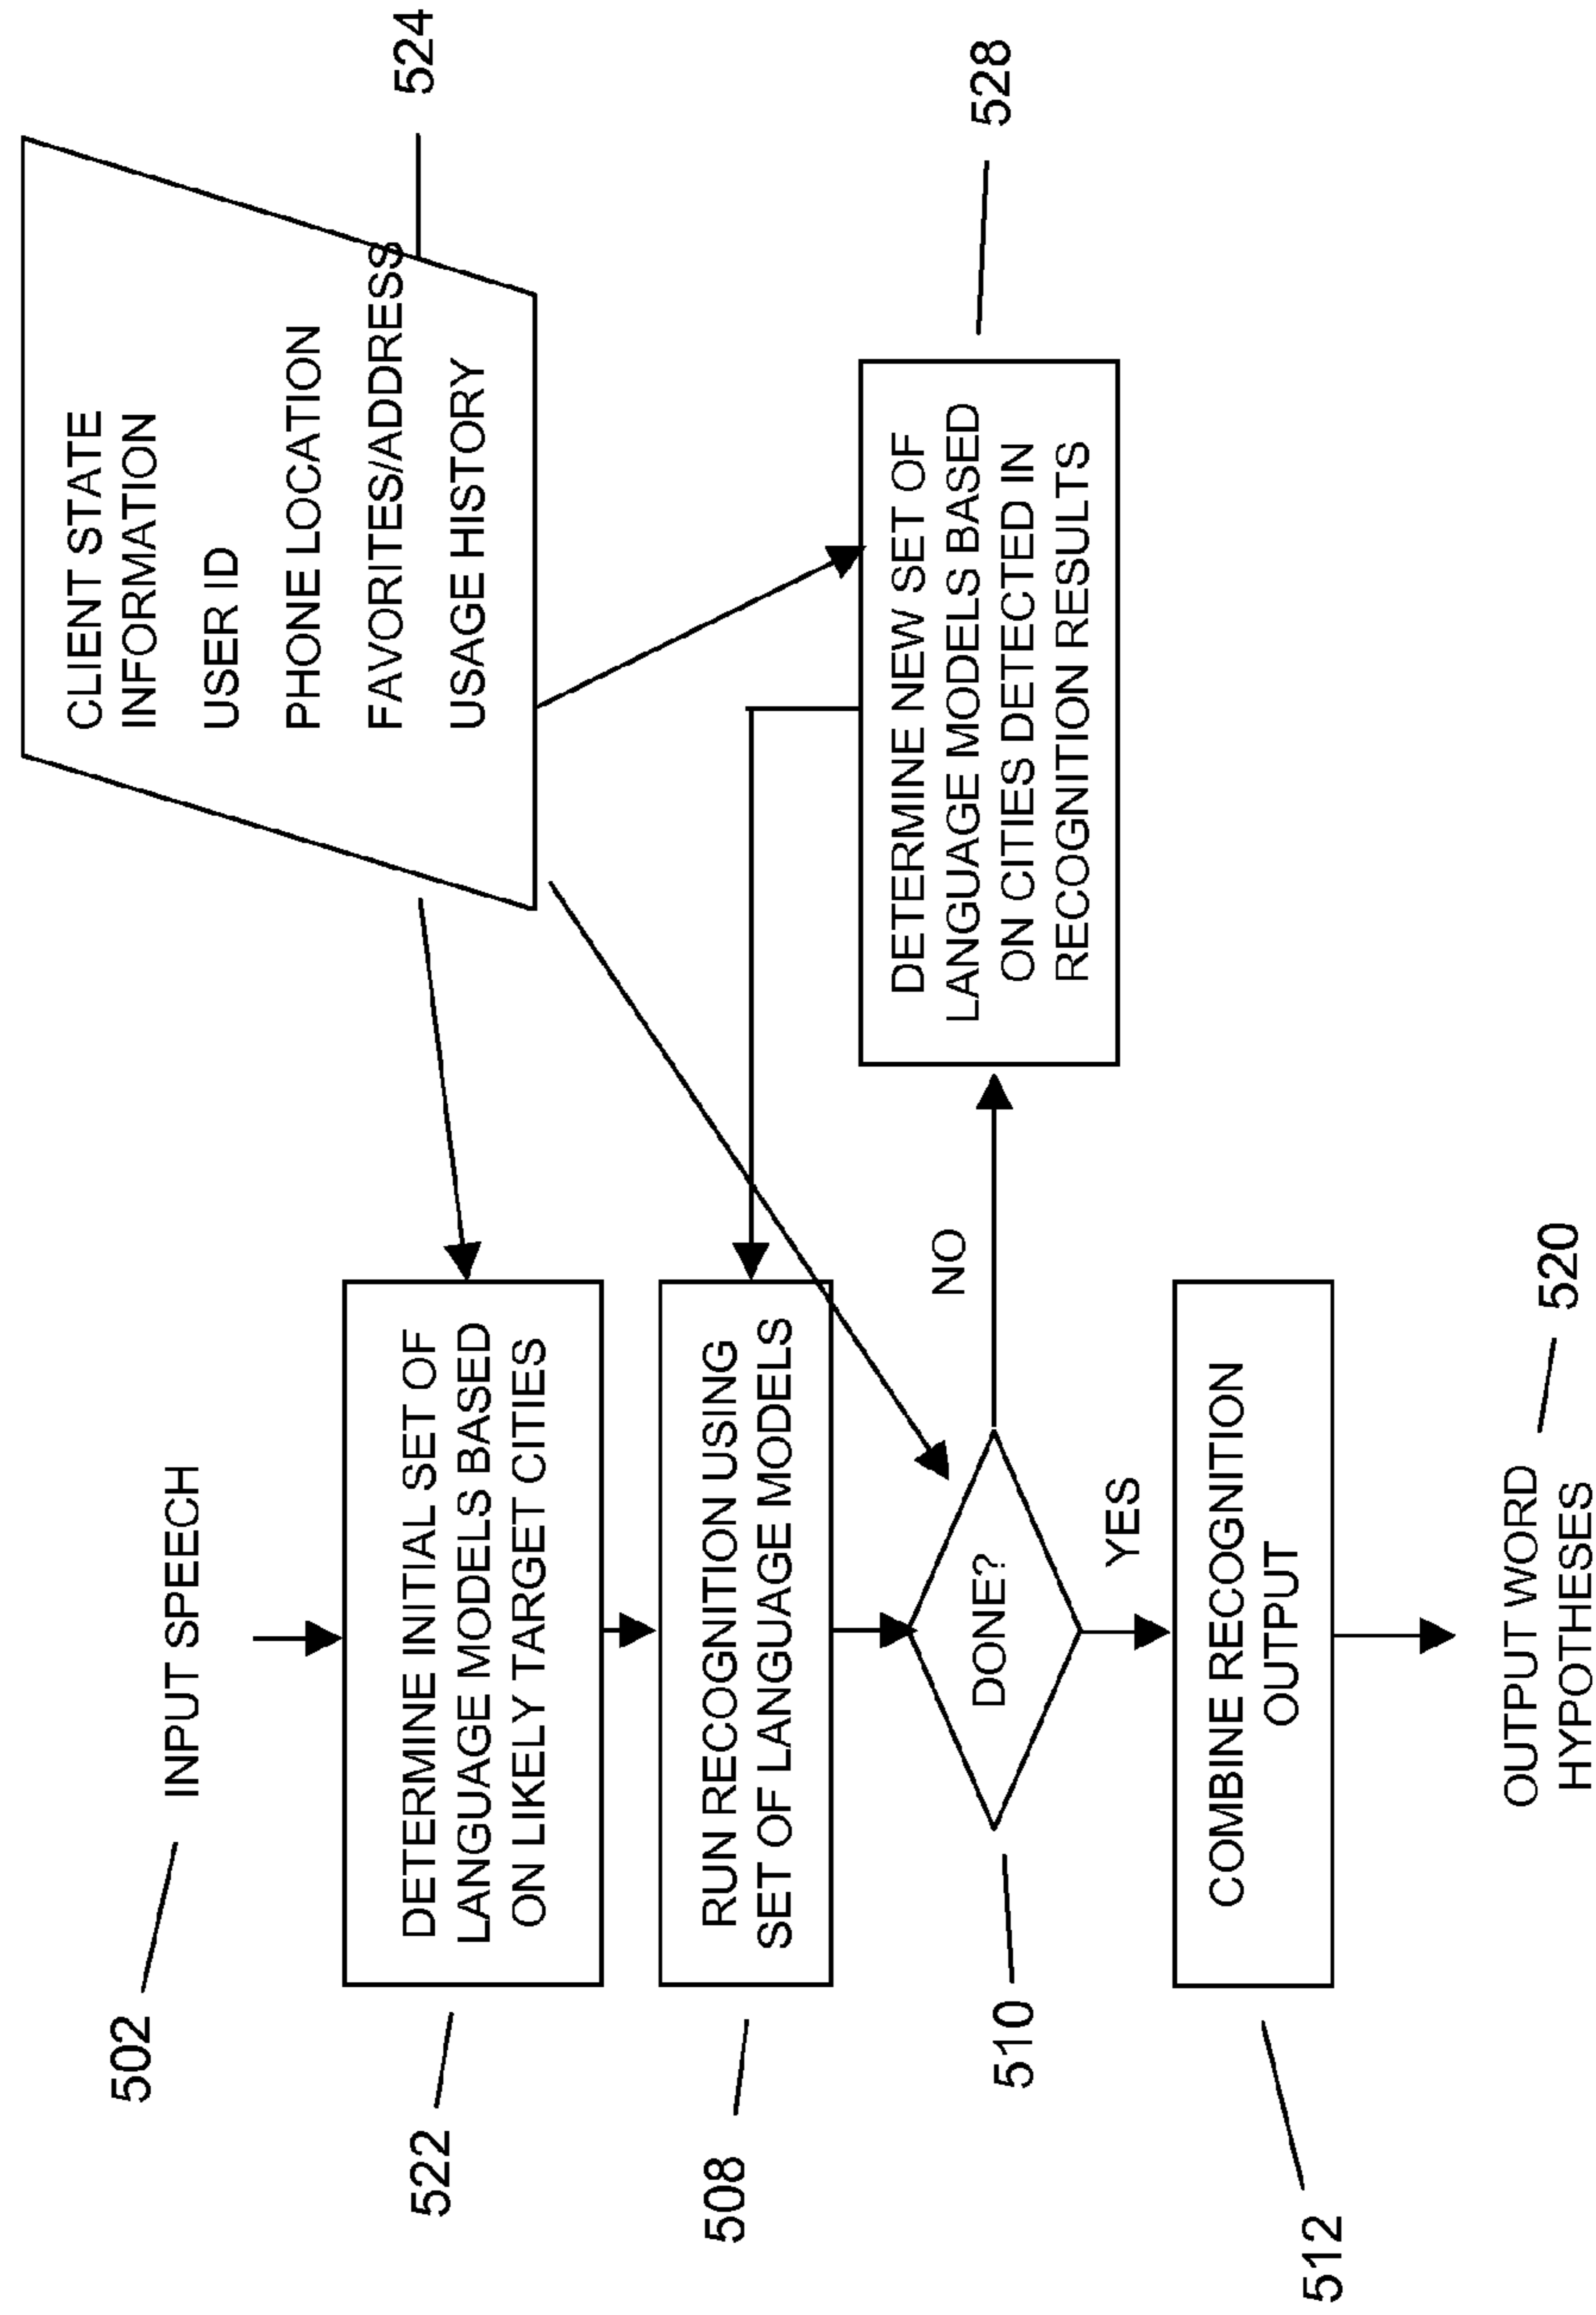 502
INPUT SPEECH
CLIENT STATE
INFORMATION
USER ID
PHONE LOCATION
FAVORITES/ADDRESS
USAGE HISTORY
524
522
DETERMINE INITIAL SET OF
LANGUAGE MODELS BASED
ON LIKELY TARGET CITIES
508
RUN RECOGNITION USING
SET OF LANGUAGE MODELS
510
DONE?
NO
YES
DETERMINE NEW SET OF
LANGUAGE MODELS BASED
ON CITIES DETECTED IN
RECOGNITION RESULTS
528
512
COMBINE RECOGNITION
OUTPUT
OUTPUT WORD
HYPOTHESES
520